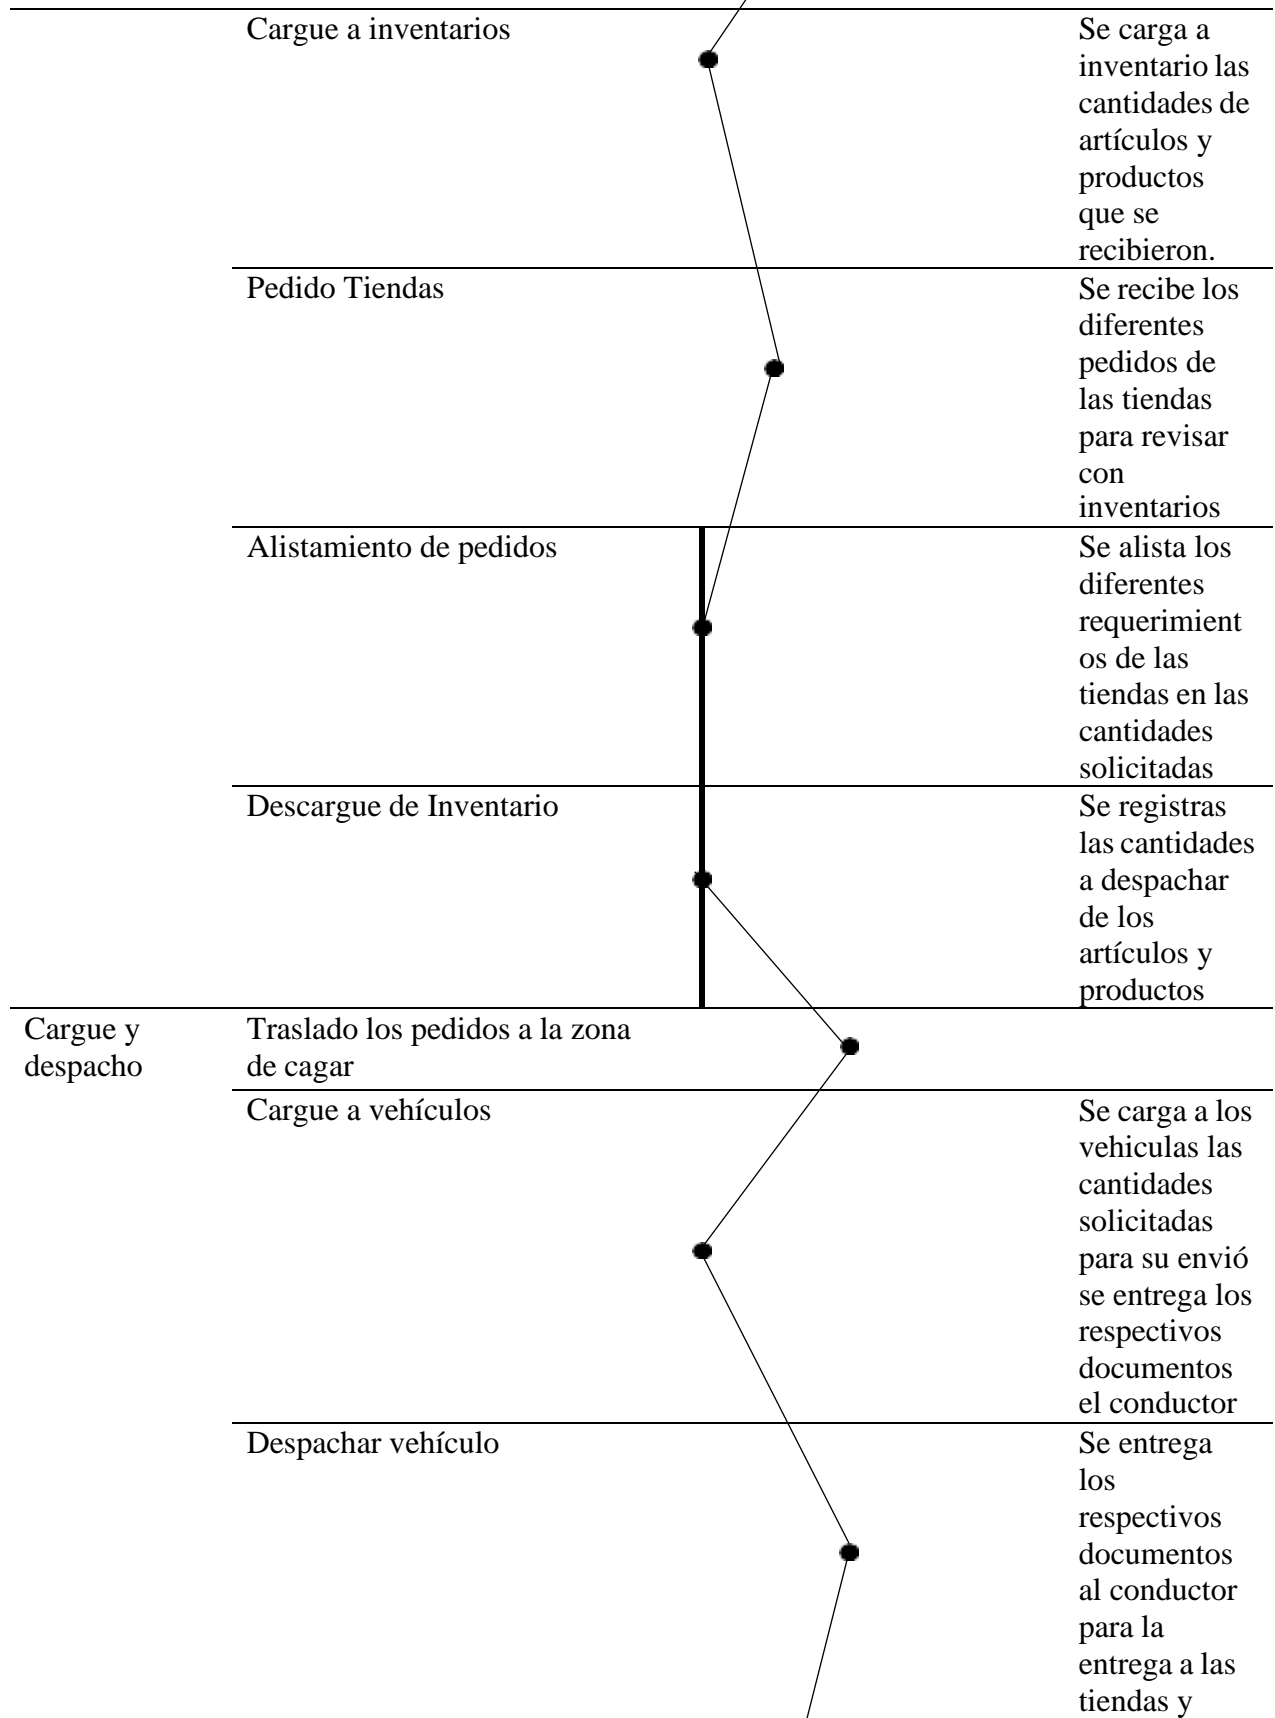 Cargue a inventarios
Se carga a
inventario las
cantidades de
artículos y
productos
que se
recibieron.
Pedido Tiendas
Se recibe los
diferentes
pedidos de
las tiendas
para revisar
con
inventarios
Alistamiento de pedidos
Se alista los
diferentes
requerimient
os de las
tiendas en las
cantidades
solicitadas
Descargue de Inventario
Se registras
las cantidades
a despachar
de los
artículos y
productos
Cargue y
despacho
Traslado los pedidos a la zona
de cagar
Cargue a vehículos
Se carga a los
vehiculas las
cantidades
solicitadas
para su envió
se entrega los
respectivos
documentos
el conductor
Despachar vehículo
Se entrega
los
respectivos
documentos
al conductor
para la
entrega a las
tiendas y